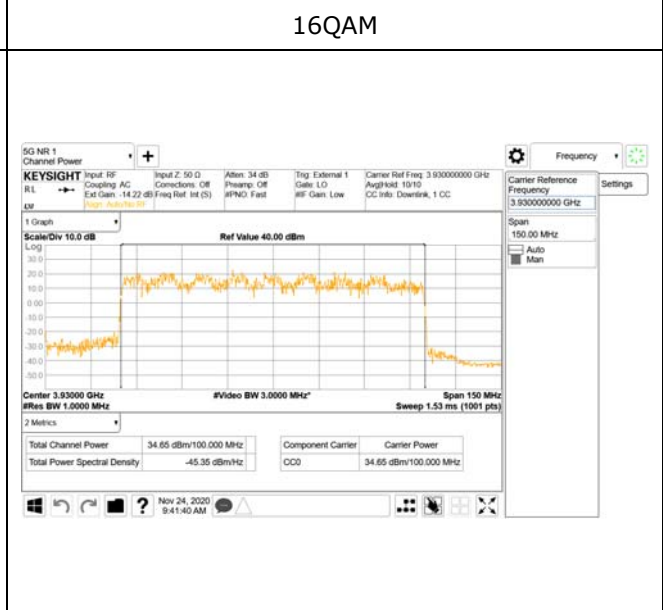 16QAM
5G NR 1
Channel Power
+
Frequency
KEYSIGHT
RL
Input: RF
Coupling: AC
Ext Gain: -14.22 dB
Align: Auto/No RF
Input Z: 50 Ω
Corrections: Off
Freq Ref: Int (S)
Atten: 34 dB
Preamp: Off
#PNO: Fast
Trig: External 1
Gate: LO
#IF Gain: Low
Carrier Ref Freq: 3.930000000 GHz
Avg|Hold: 10/10
CC Info: Downlink, 1 CC
Carrier Reference
Frequency
3.930000000 GHz
Settings
Span
150.00 MHz
Auto
Man
1 Graph
Scale/Div 10.0 dB
Ref Value 40.00 dBm
Log
30.0
20.0
10.0
0.00
-10.0
-20.0
-30.0
-40.0
-50.0
Center 3.93000 GHz
#Video BW 3.0000 MHz*
Span 150 MHz
#Res BW 1.0000 MHz
Sweep 1.53 ms (1001 pts)
2 Metrics
Total Channel Power
34.65 dBm/100.000 MHz
Total Power Spectral Density
-45.35 dBm/Hz
Component Carrier
Carrier Power
CC0
34.65 dBm/100.000 MHz
?
Nov 24, 2020
9:41:40 AM